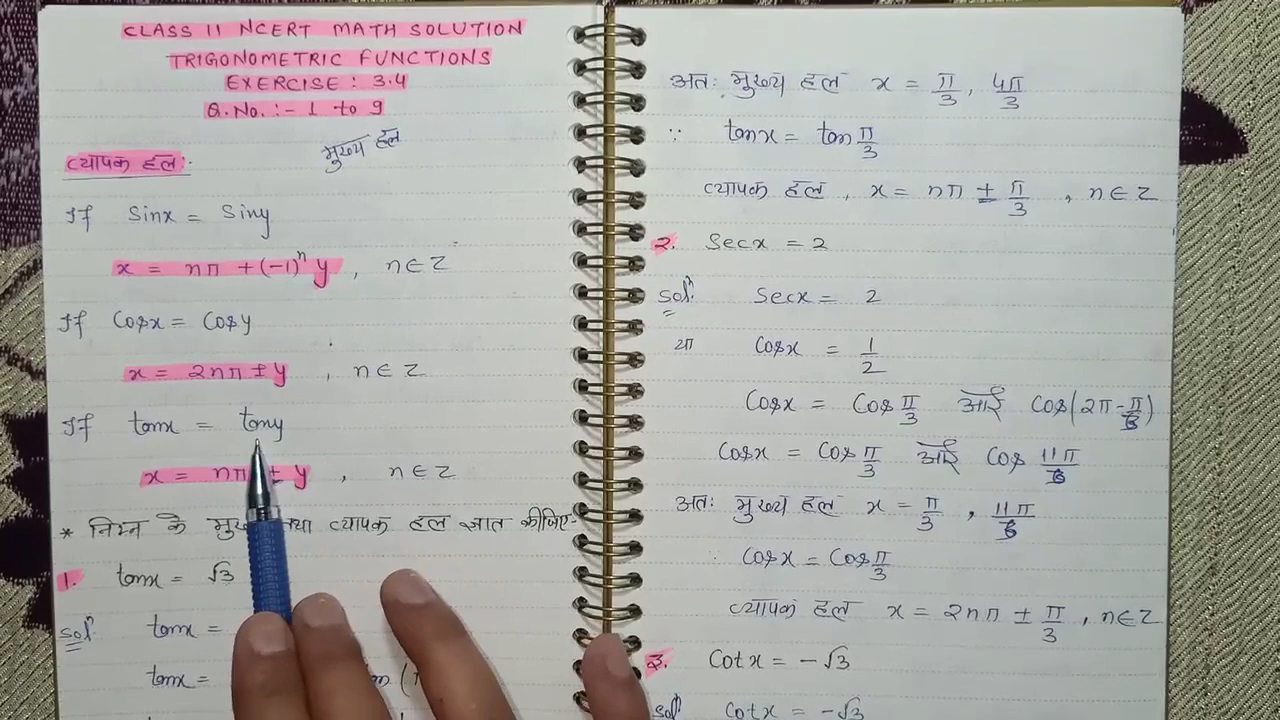 CLASS 11 NCERT MATH SOLUTION
TRIGONOMETRIC FUNCTIONS
EXERCISE : 3.4
Q.No. :- 1 to 9
व्यापक हल :-
मुख्य हल
If Sinx = Siny
x = nπ +(-1)ⁿ y , n∈Z
If Cosx = Cosy
x = 2nπ ± y , n∈Z
If tanx = tany
x = nπ ± y , n∈Z
* निम्न के व्यापक हल ज्ञात कीजिए-
1. tanx = √3
sol. tanx =
tanx =
अतः मुख्य हल x = π/3, 4π/3
∵ tanx = tan π/3
व्यापक हल , x = nπ ± π/3 , n∈Z
2. Secx = 2
sol. Secx = 2
या Cosx = 1/2
Cosx = Cos π/3 और Cos(2π-π/6)
Cosx = Cos π/3 और Cos 11π/6
अतः मुख्य हल x = π/3 , 11π/6
Cosx = Cos π/3
व्यापक हल x = 2nπ ± π/3 , n∈Z
3. Cotx = -√3
sol. Cotx = -√3